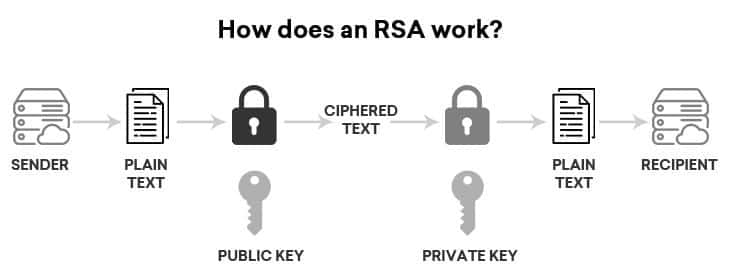 How does an RSA work?
CIPHERED
TEXT
SENDER
PLAIN
TEXT
PLAIN
TEXT
RECIPIENT
PUBLIC KEY
PRIVATE KEY